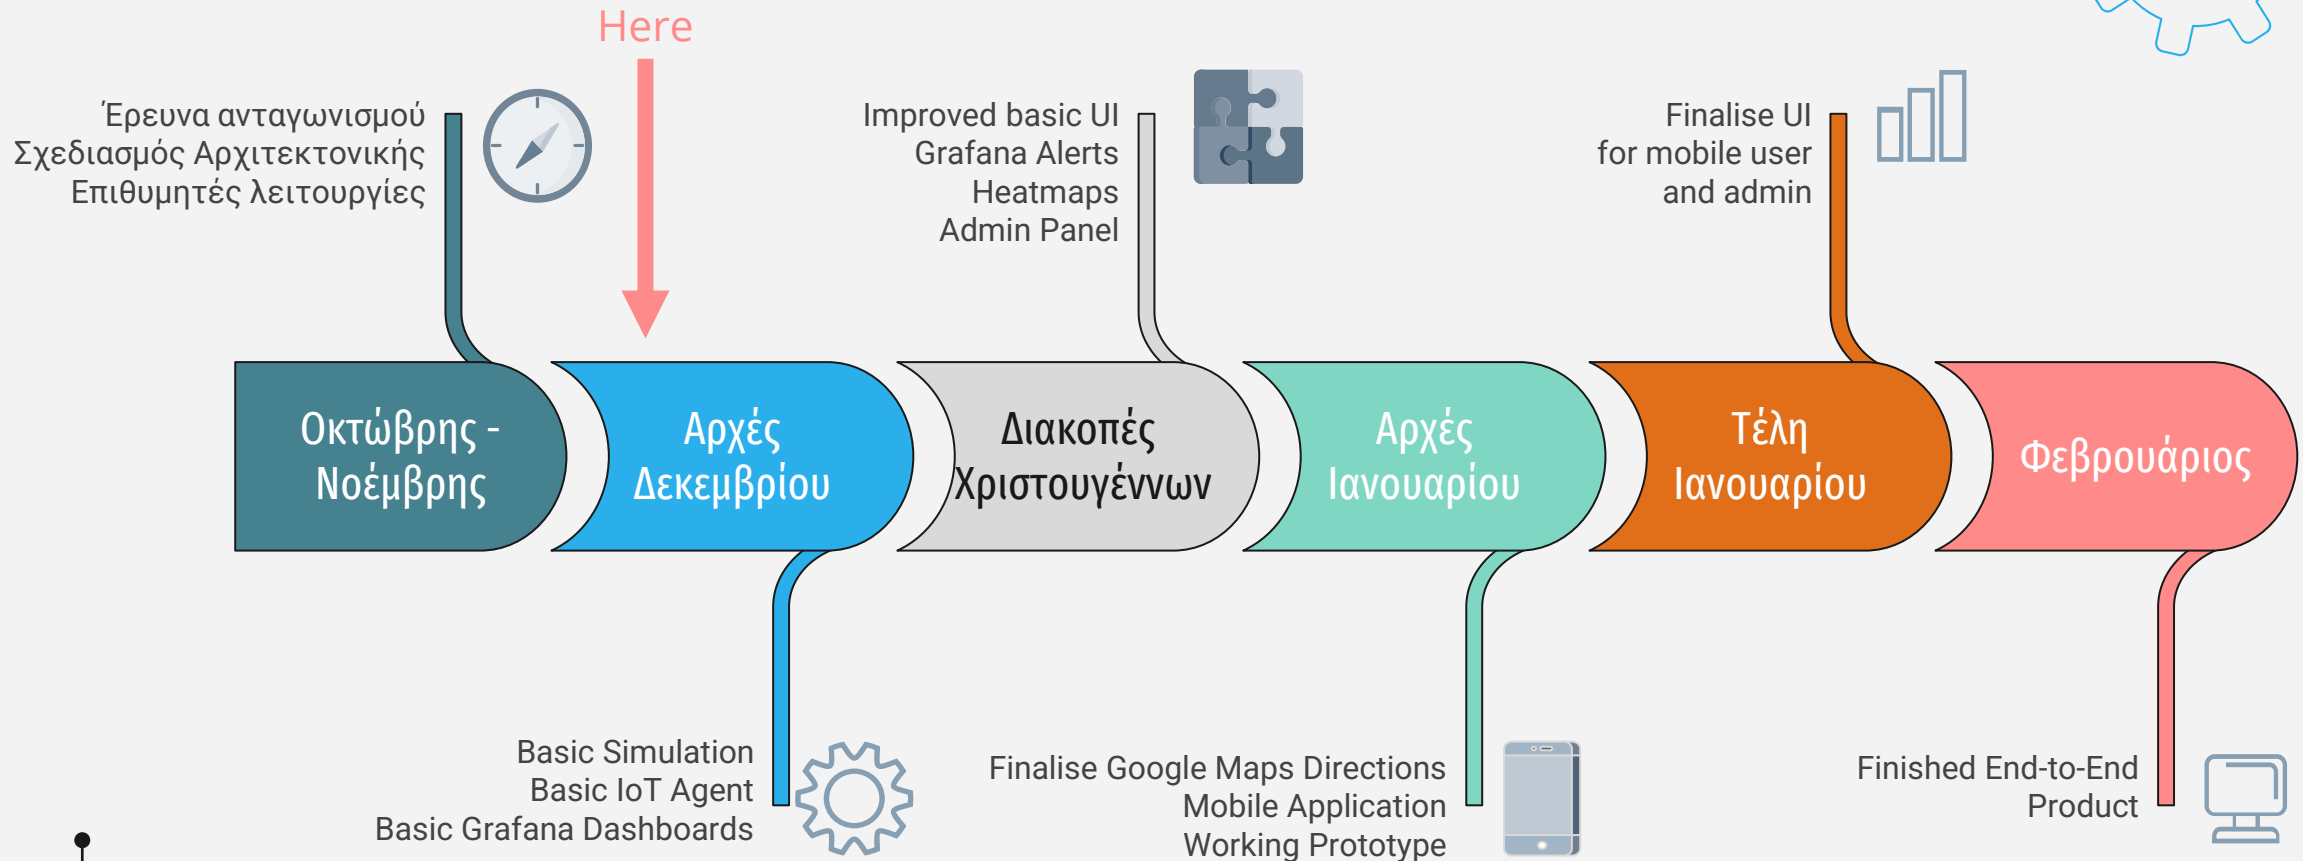 Here
Έρευνα ανταγωνισμού
Σχεδιασμός Αρχιτεκτονικής
Επιθυμητές λειτουργίες
Improved basic UI
Grafana Alerts
Heatmaps
Admin Panel
Finalise UI
for mobile user
and admin
Οκτώβρης -
Νοέμβρης
Αρχές
Δεκεμβρίου
Διακοπές
Χριστουγέννων
Αρχές
Ιανουαρίου
Τέλη
Ιανουαρίου
Φεβρουάριος
Basic Simulation
Basic IoT Agent
Basic Grafana Dashboards
Finalise Google Maps Directions
Mobile Application
Working Prototype
Finished End-to-End
Product